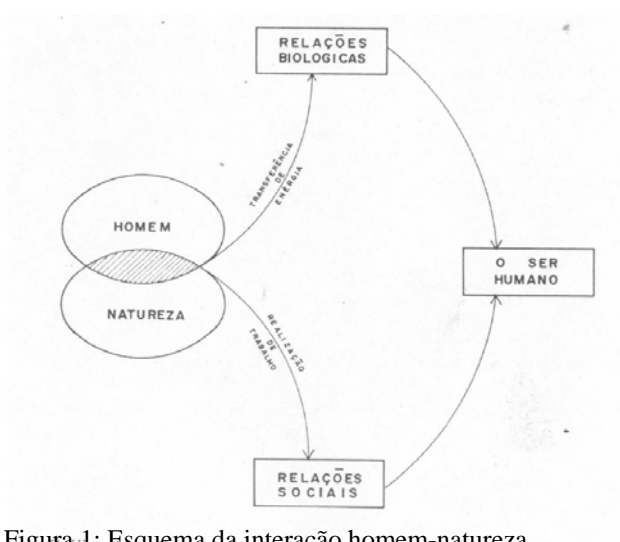 RELAÇÕES
BIOLOGICAS
TRANSFERÊNCIA
DE
ENERGIA
HOMEM
O SER
HUMANO
NATUREZA
REALIZAÇÃO
DE
TRABALHO
RELAÇÕES
SOCIAIS
Figura 1: Esquema da interação homem-natureza